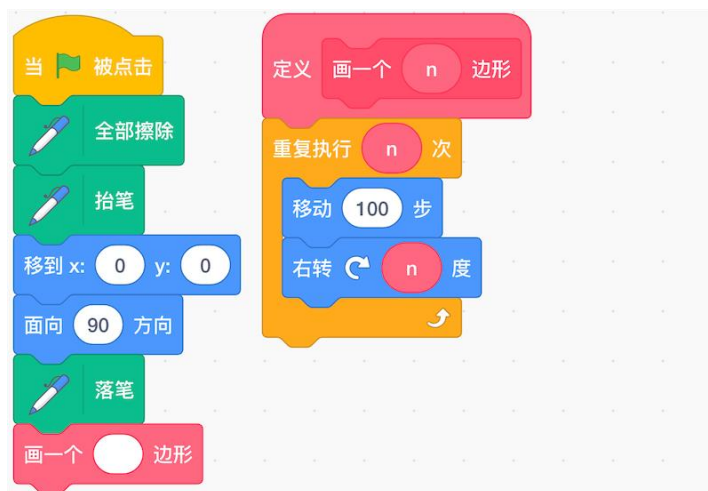 当 被点击
全部擦除
抬笔
移到 x: 0 y: 0
面向 90 方向
落笔
画一个 边形
定义 画一个 n 边形
重复执行 n 次
移动 100 步
右转 n 度